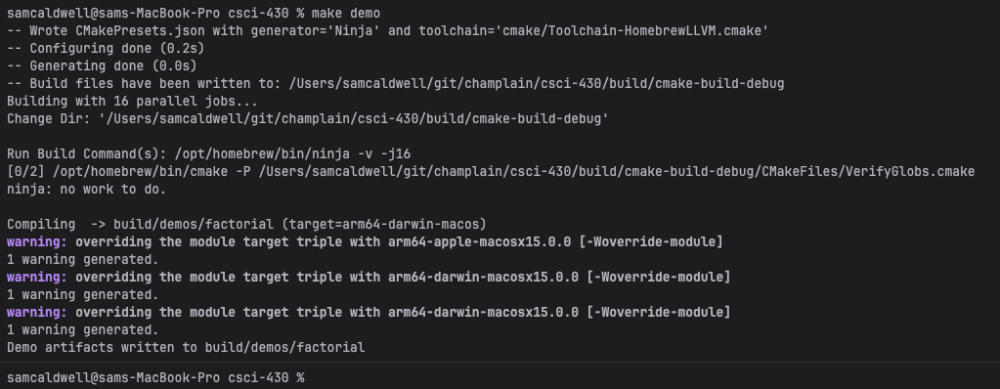 samcaldwell@sams-MacBook-Pro csci-430 % make demo
-- Wrote CMakePresets.json with generator='Ninja' and toolchain='cmake/Toolchain-HomebrewLLVM.cmake'
-- Configuring done (0.2s)
-- Generating done (0.0s)
-- Build files have been written to: /Users/samcaldwell/git/champlain/csci-430/build/cmake-build-debug
Building with 16 parallel jobs...
Change Dir: '/Users/samcaldwell/git/champlain/csci-430/build/cmake-build-debug'
Run Build Command(s): /opt/homebrew/bin/ninja -v -j16
[0/2] /opt/homebrew/bin/cmake -P /Users/samcaldwell/git/champlain/csci-430/build/cmake-build-debug/CMakeFiles/VerifyGlobs.cmake
ninja: no work to do.
Compiling  -> build/demos/factorial (target=arm64-darwin-macos)
warning: overriding the module target triple with arm64-apple-macosx15.0.0 [-Woverride-module]
1 warning generated.
warning: overriding the module target triple with arm64-darwin-macosx15.0.0 [-Woverride-module]
1 warning generated.
warning: overriding the module target triple with arm64-darwin-macosx15.0.0 [-Woverride-module]
1 warning generated.
Demo artifacts written to build/demos/factorial
samcaldwell@sams-MacBook-Pro csci-430 %